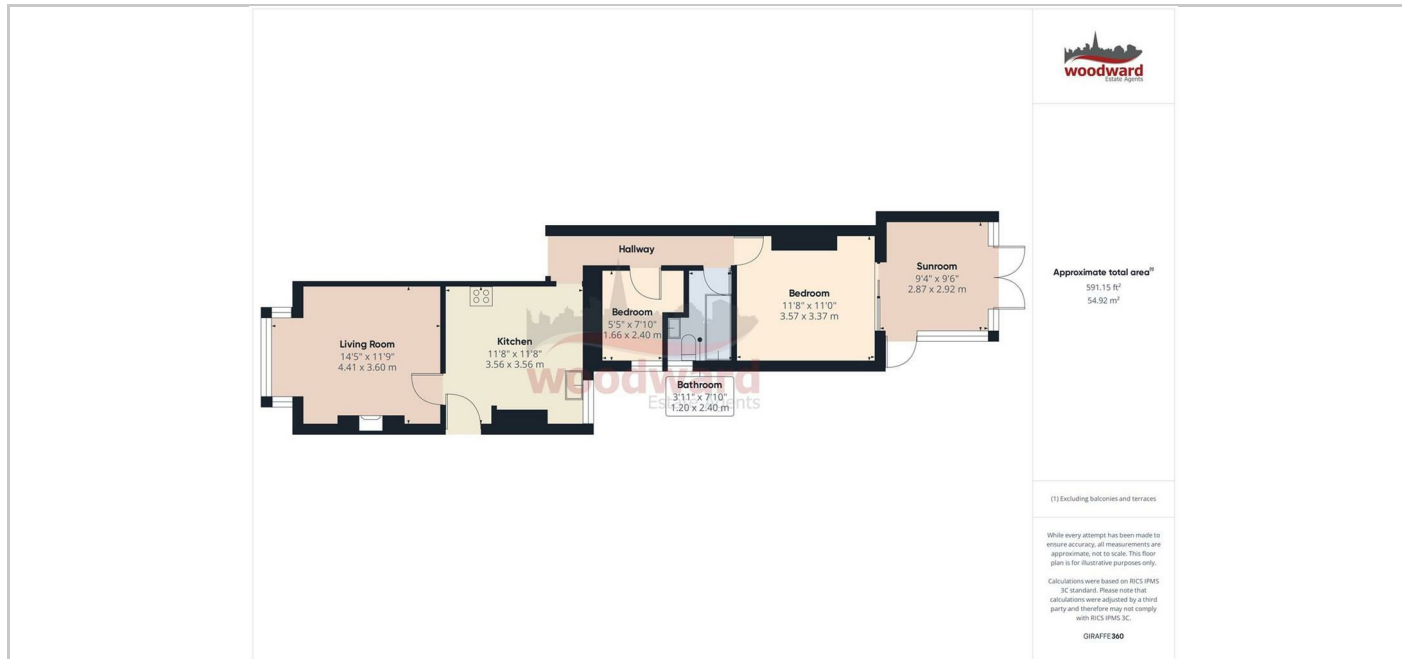 Hallway
Sunroom
9'4" x 9'6"
2.87 x 2.92 m
Bedroom
11'8" x 11'0"
3.57 x 3.37 m
Bedroom
5'5" x 7'10"
1.66 x 2.40 m
Living Room
14'5" x 11'9"
4.41 x 3.60 m
Kitchen
11'8" x 11'8"
3.56 x 3.56 m
Bathroom
3'11" x 7'10"
1.20 x 2.40 m
woodward
Estate Agents
woodward
Estate Agents
Approximate total area(1)
591.15 ft²
54.92 m²
(1) Excluding balconies and terraces
While every attempt has been made to
ensure accuracy, all measurements are
approximate, not to scale. This floor
plan is for illustrative purposes only.
Calculations were based on RICS IPMS
3C standard. Please note that
calculations were adjusted by a third
party and therefore may not comply
with RICS IPMS 3C.
GIRAFFE360